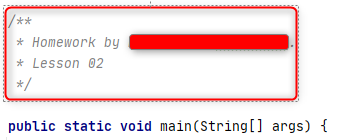 /**
* Homework by .
* Lesson 02
*/
public static void main(String[] args) {